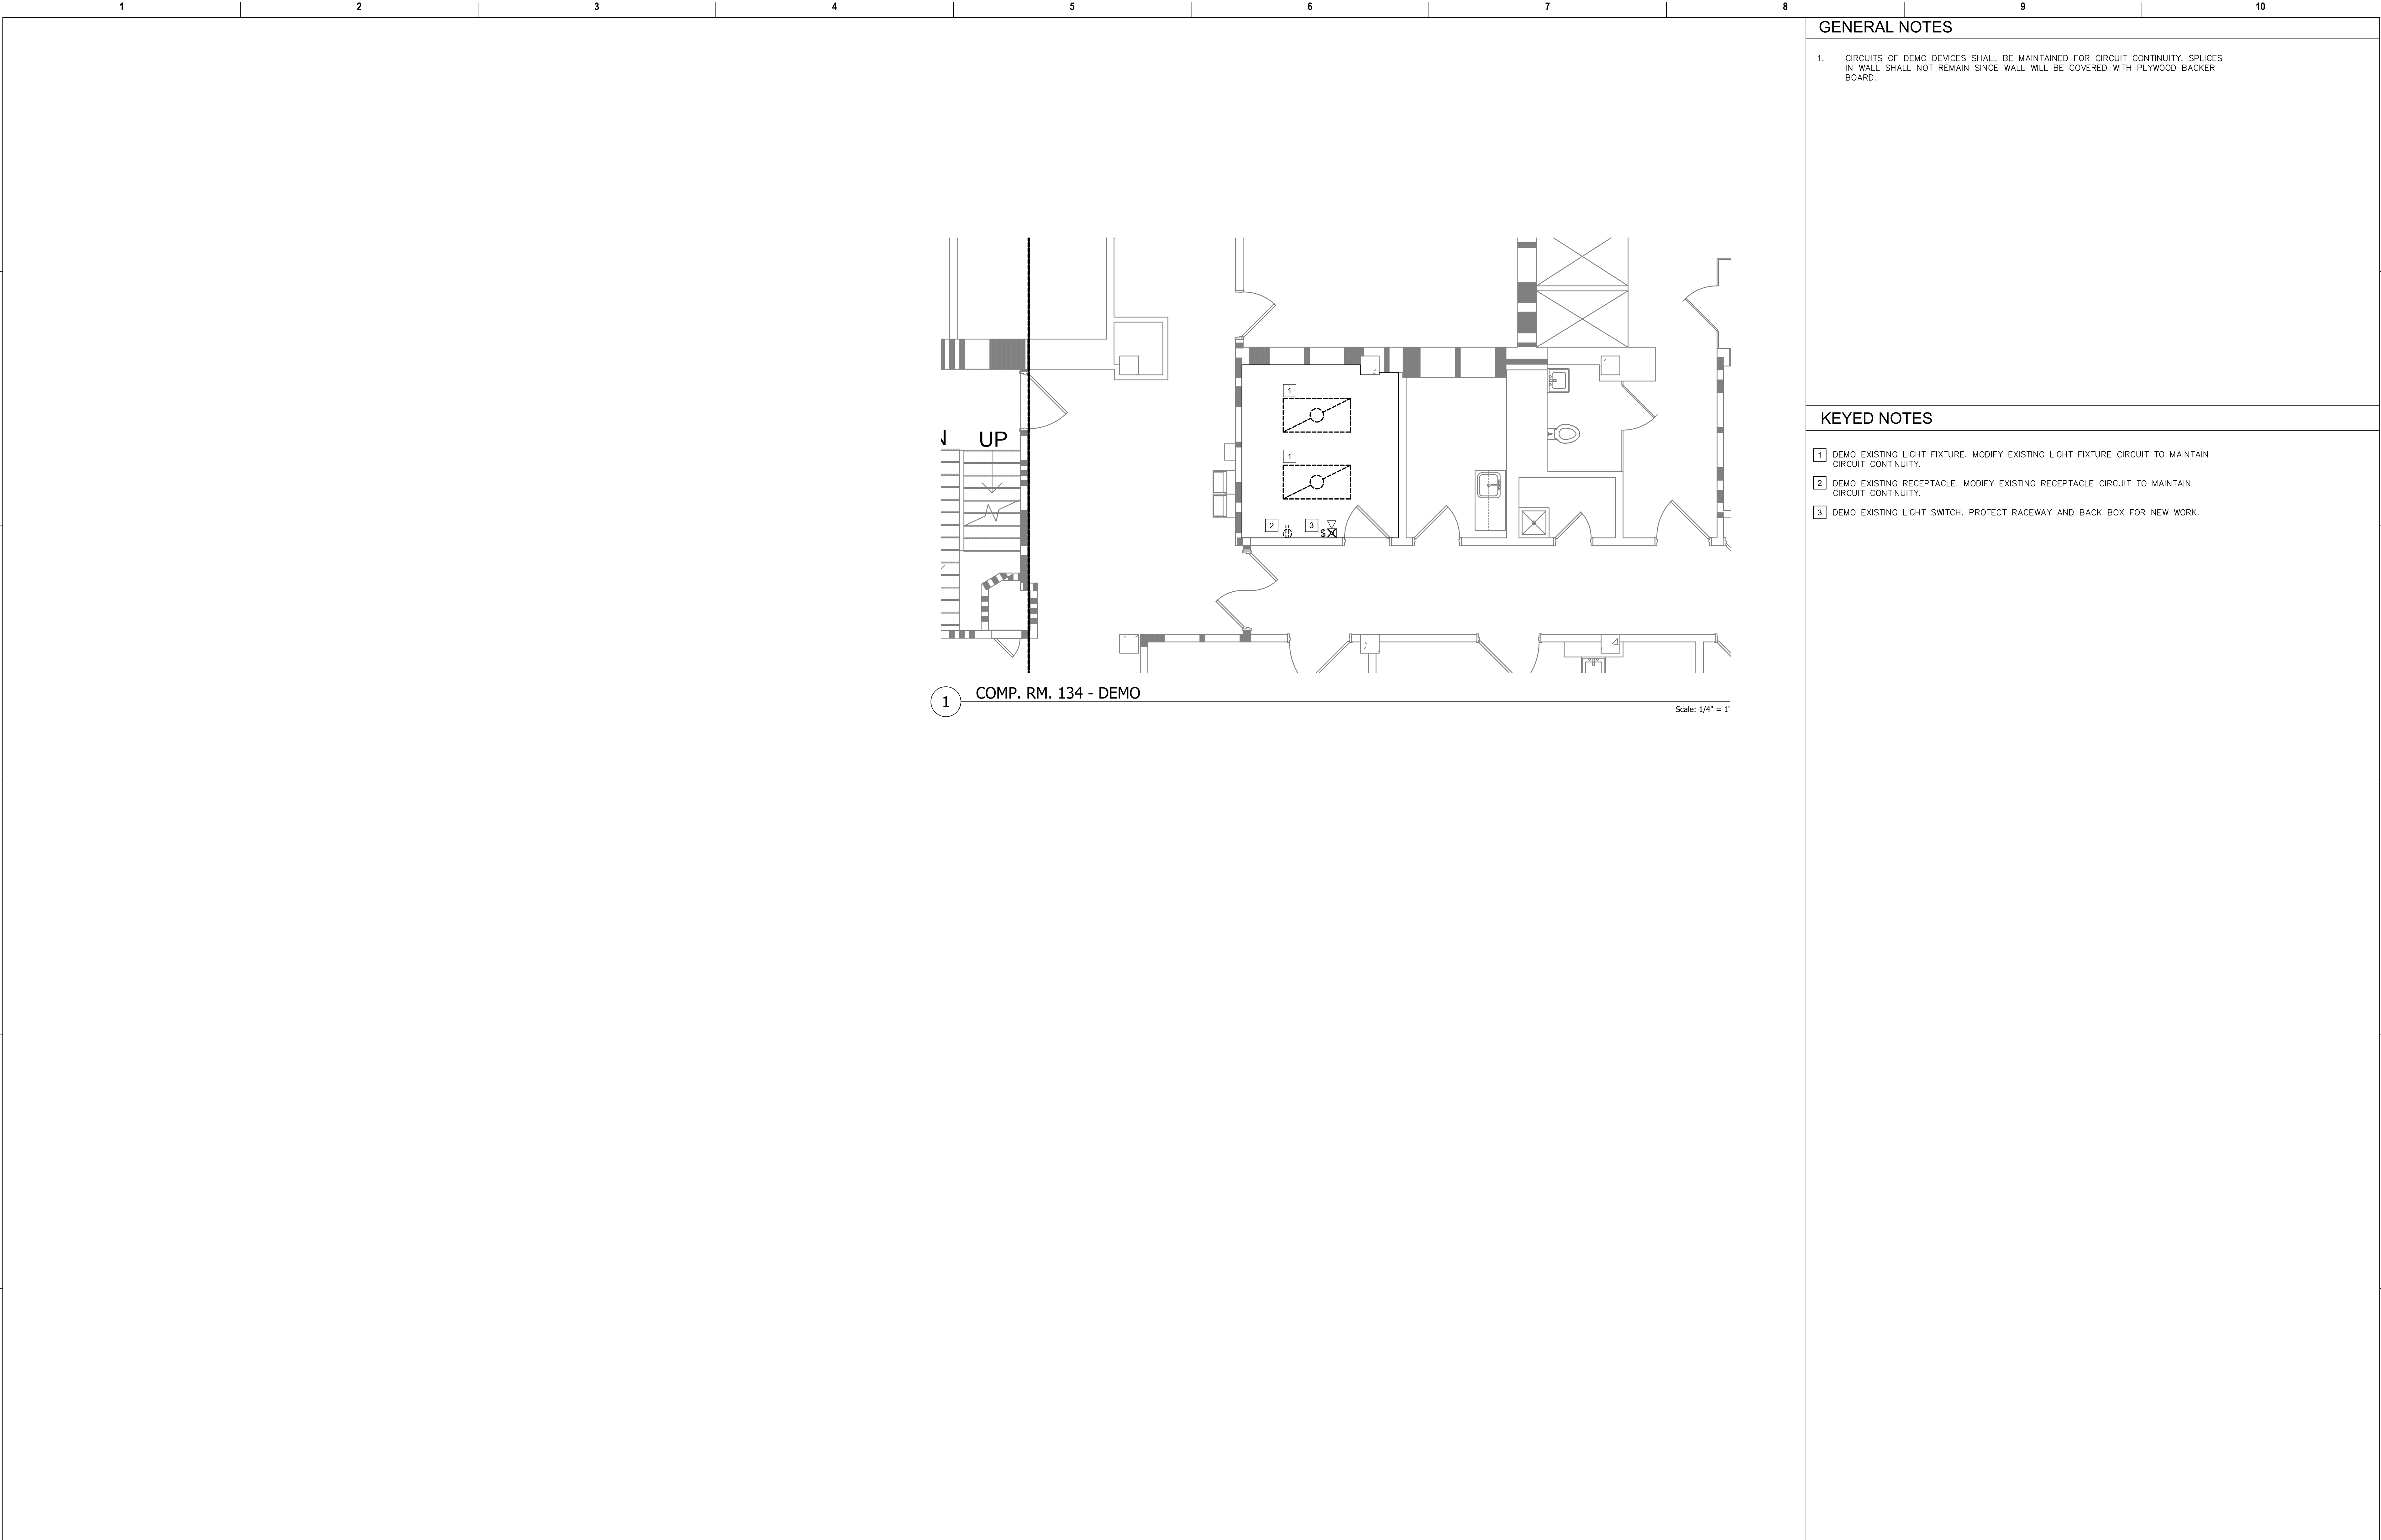 1 2 3 4 5 6 7 8 9 10
GENERAL NOTES
1. CIRCUITS OF DEMO DEVICES SHALL BE MAINTAINED FOR CIRCUIT CONTINUITY. SPLICES
IN WALL SHALL NOT REMAIN SINCE WALL WILL BE COVERED WITH PLYWOOD BACKER
BOARD.
UP
1
1
2 3 $
1 COMP. RM. 134 - DEMO
Scale: 1/4" = 1'
KEYED NOTES
1 DEMO EXISTING LIGHT FIXTURE. MODIFY EXISTING LIGHT FIXTURE CIRCUIT TO MAINTAIN
CIRCUIT CONTINUITY.
2 DEMO EXISTING RECEPTACLE. MODIFY EXISTING RECEPTACLE CIRCUIT TO MAINTAIN
CIRCUIT CONTINUITY.
3 DEMO EXISTING LIGHT SWITCH. PROTECT RACEWAY AND BACK BOX FOR NEW WORK.